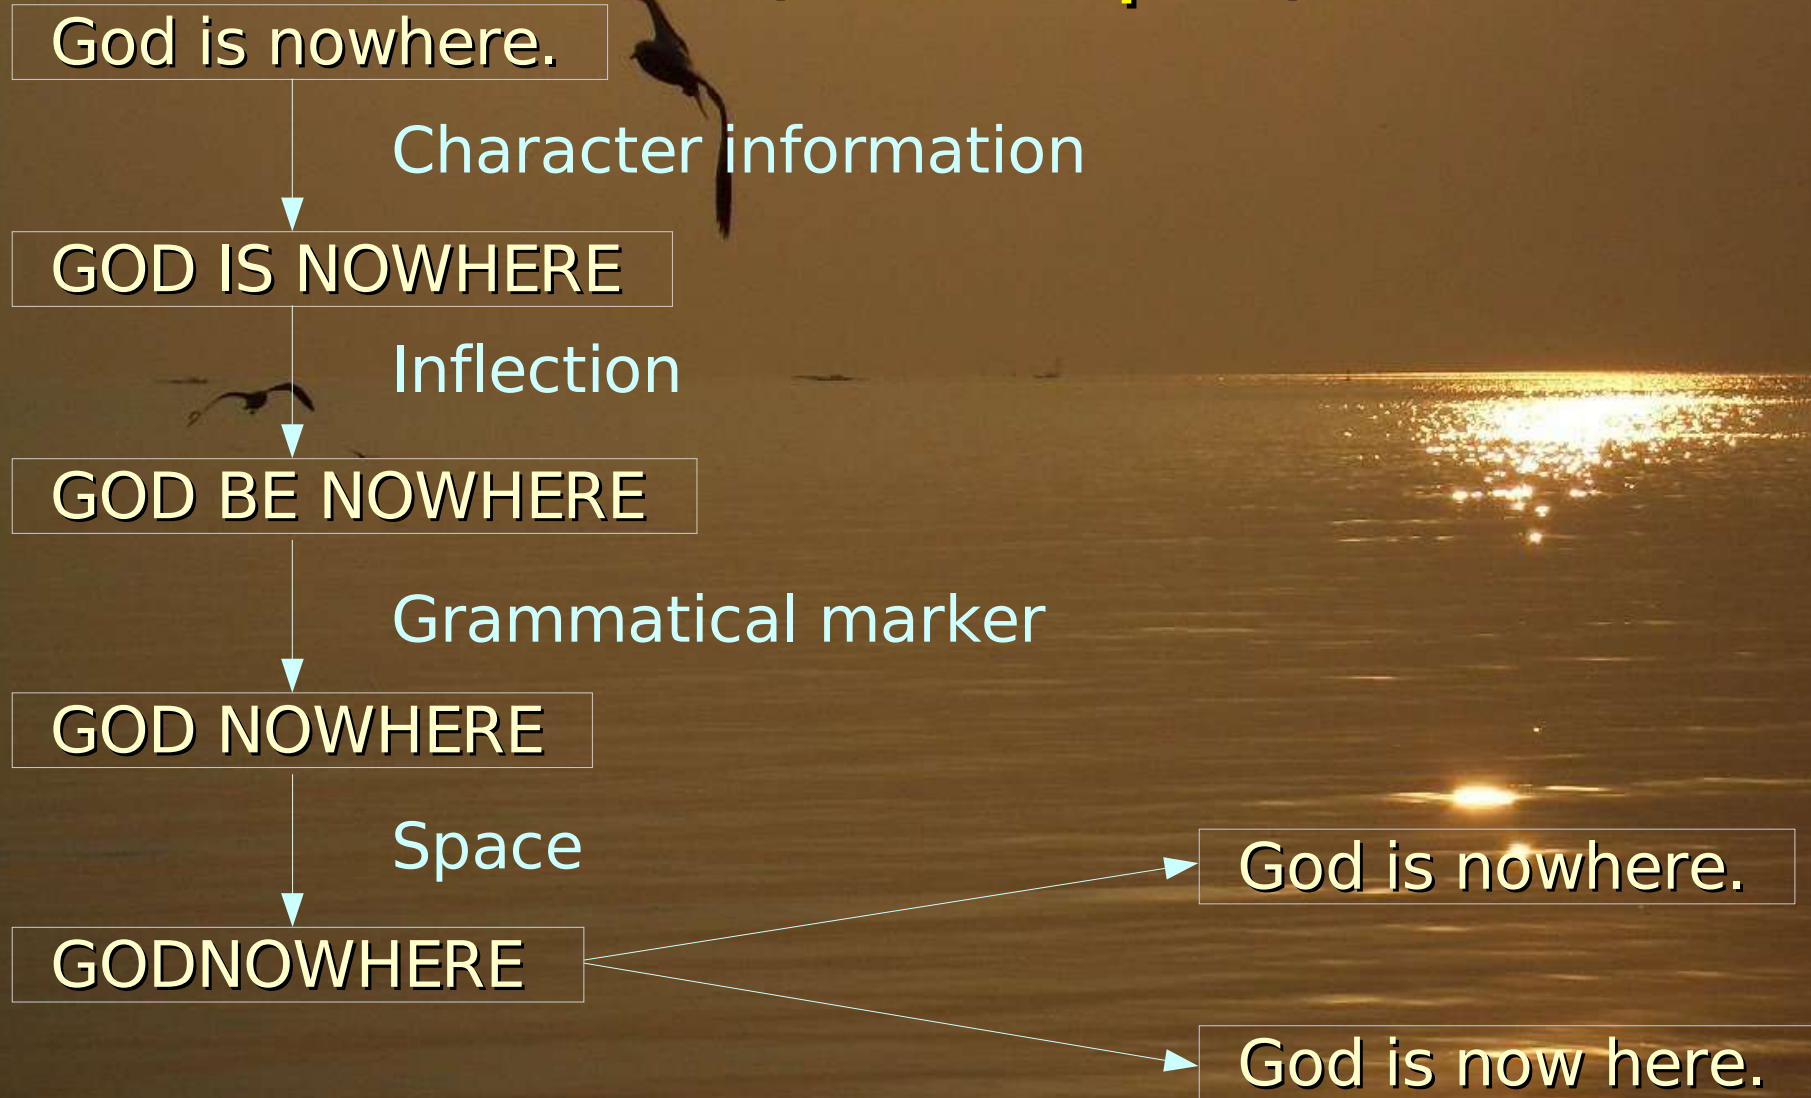 God is nowhere.
Character information
GOD IS NOWHERE
Inflection
GOD BE NOWHERE
Grammatical marker
GOD NOWHERE
Space
GODNOWHERE
God is nowhere.
God is now here.